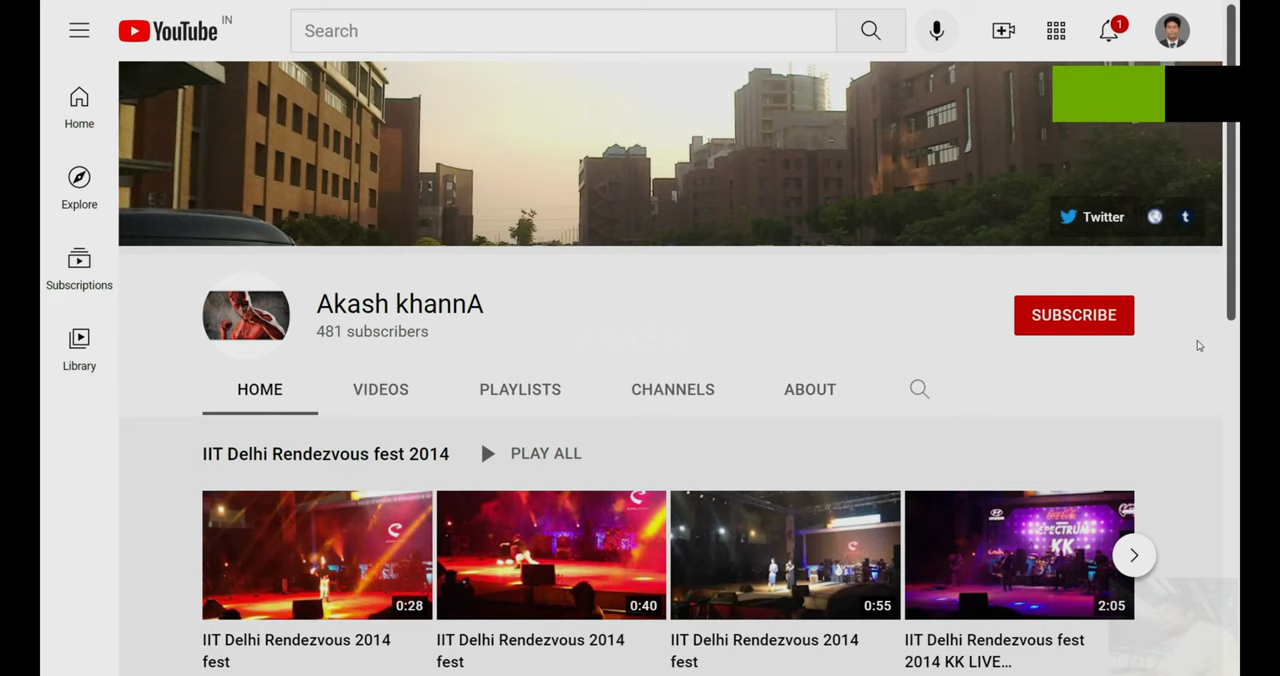 YouTube IN
Search
1
Home
Explore
Subscriptions
Library
Twitter
t
Akash khannA
481 subscribers
SUBSCRIBE
HOME VIDEOS PLAYLISTS CHANNELS ABOUT
IIT Delhi Rendezvous fest 2014 PLAY ALL
SPECTRUM
KK
0:28 0:40 0:55 2:05
IIT Delhi Rendezvous 2014
fest
IIT Delhi Rendezvous 2014
fest
IIT Delhi Rendezvous 2014
fest
IIT Delhi Rendezvous fest
2014 KK LIVE...